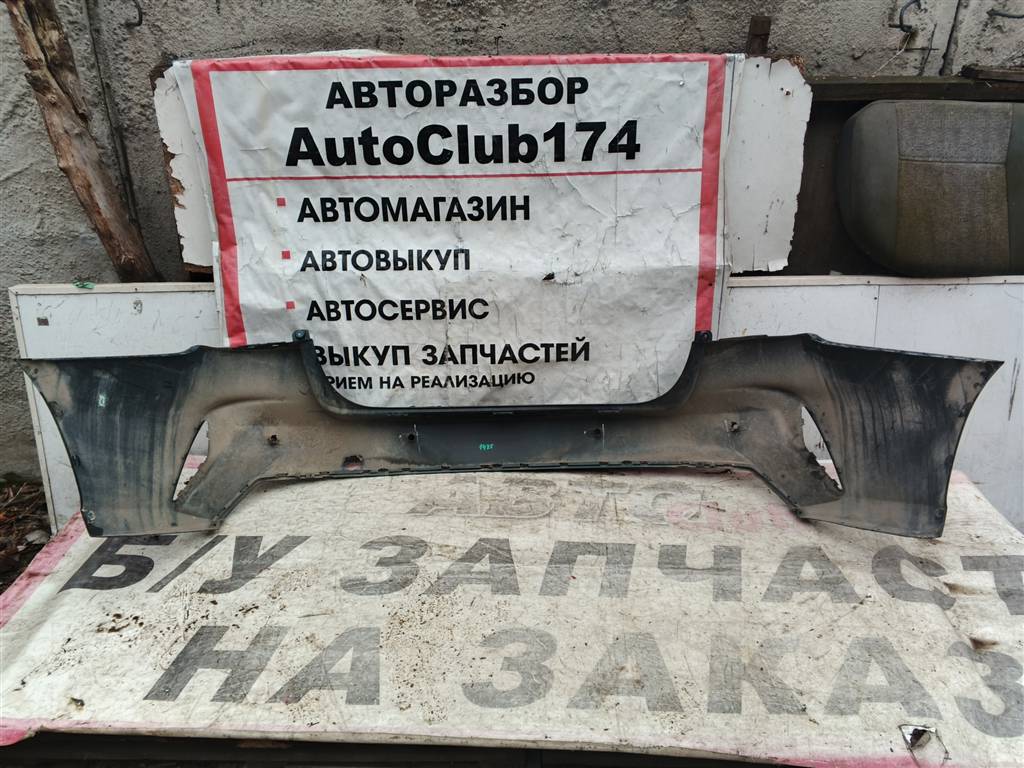 АВТОРАЗБОР
AutoClub174
АВТОМАГАЗИН
АВТОВЫКУП
АВТОСЕРВИС
ВЫКУП ЗАПЧАСТЕЙ
РИЕМ НА РЕАЛИЗАЦИЮ
Б/У ЗАПЧАСТ
НА ЗАКАЗ